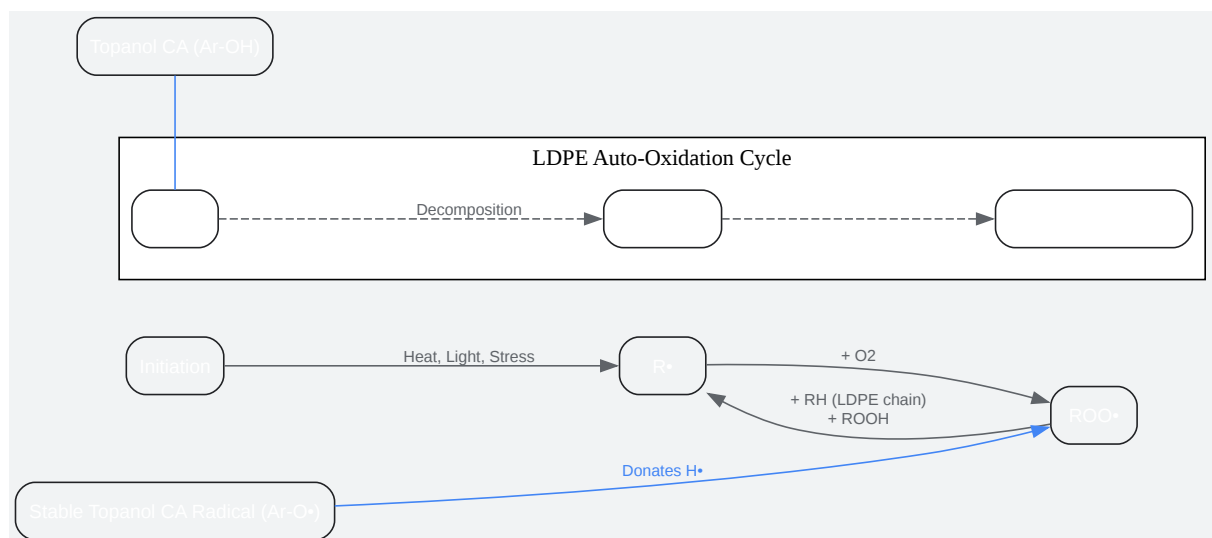 Topanol CA (Ar-OH)
LDPE Auto-Oxidation Cycle
Decomposition
Initiation
Heat, Light, Stress
R•
+ O2
+ RH (LDPE chain)
+ ROOH
ROO•
Donates H•
Stable Topanol CA Radical (Ar-O•)